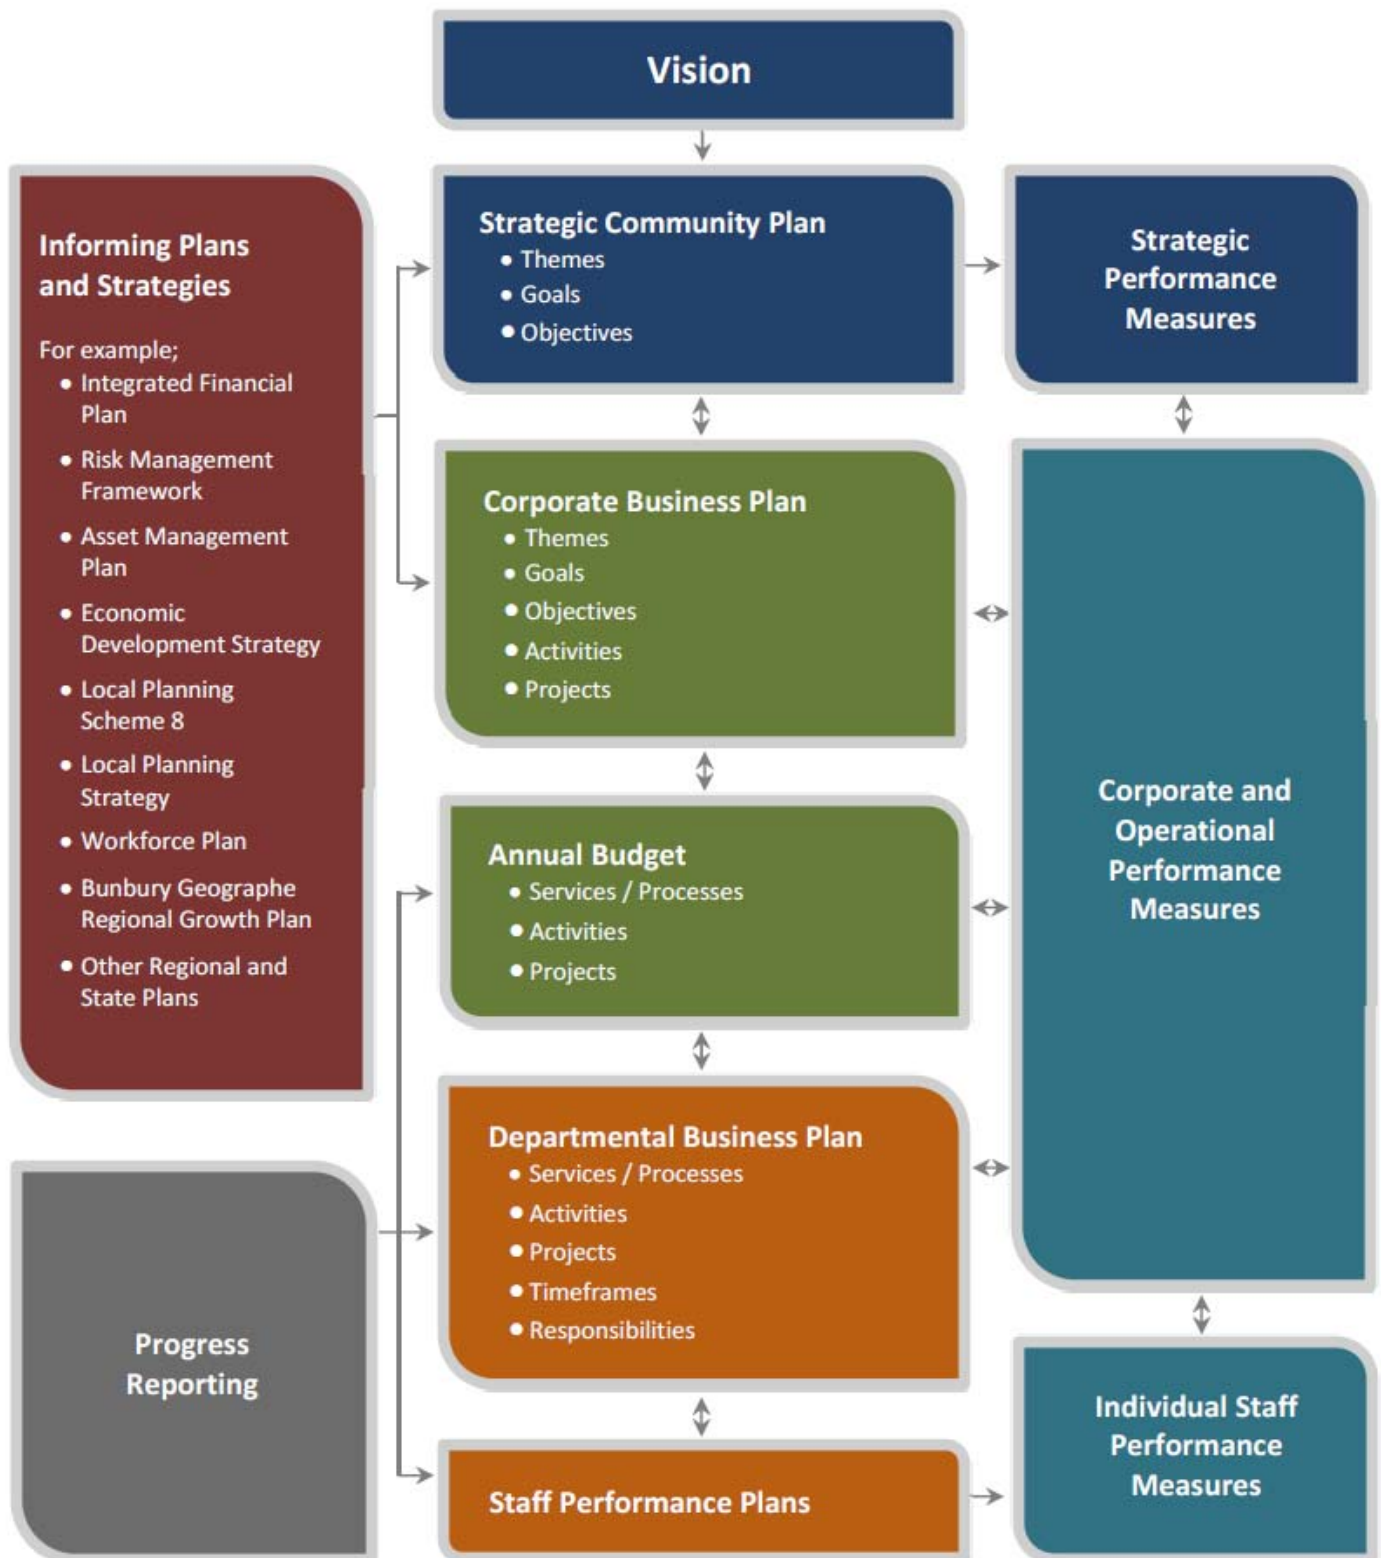 Vision
Informing Plans
and Strategies
For example;
• Integrated Financial
Plan
• Risk Management
Framework
• Asset Management
Plan
• Economic
Development Strategy
• Local Planning
Scheme 8
• Local Planning
Strategy
• Workforce Plan
• Bunbury Geographe
Regional Growth Plan
• Other Regional and
State Plans
Strategic Community Plan
• Themes
• Goals
• Objectives
Strategic
Performance
Measures
Corporate Business Plan
• Themes
• Goals
• Objectives
• Activities
• Projects
Corporate and
Operational
Performance
Measures
Annual Budget
• Services / Processes
• Activities
• Projects
Departmental Business Plan
• Services / Processes
• Activities
• Projects
• Timeframes
• Responsibilities
Progress
Reporting
Staff Performance Plans
Individual Staff
Performance
Measures